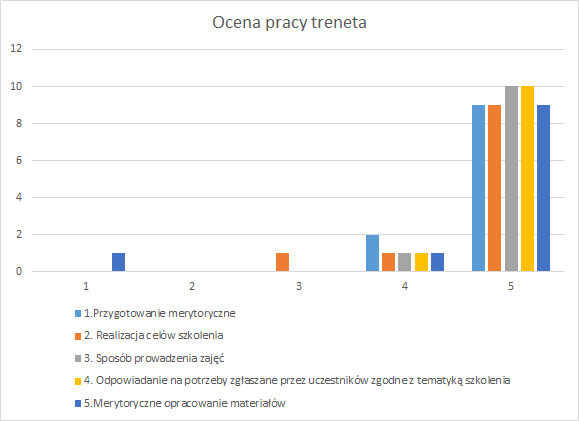 Ocena pracy treneta
12
10
8
6
4
2
0
1 2 3 4 5
1.Przygotowanie merytoryczne
2. Realizacja celów szkolenia
3. Sposób prowadzenia zajęć
4. Odpowiadanie na potrzeby zgłaszane przez uczestników zgodne z tematyką szkolenia
5.Merytoryczne opracowanie materiałów